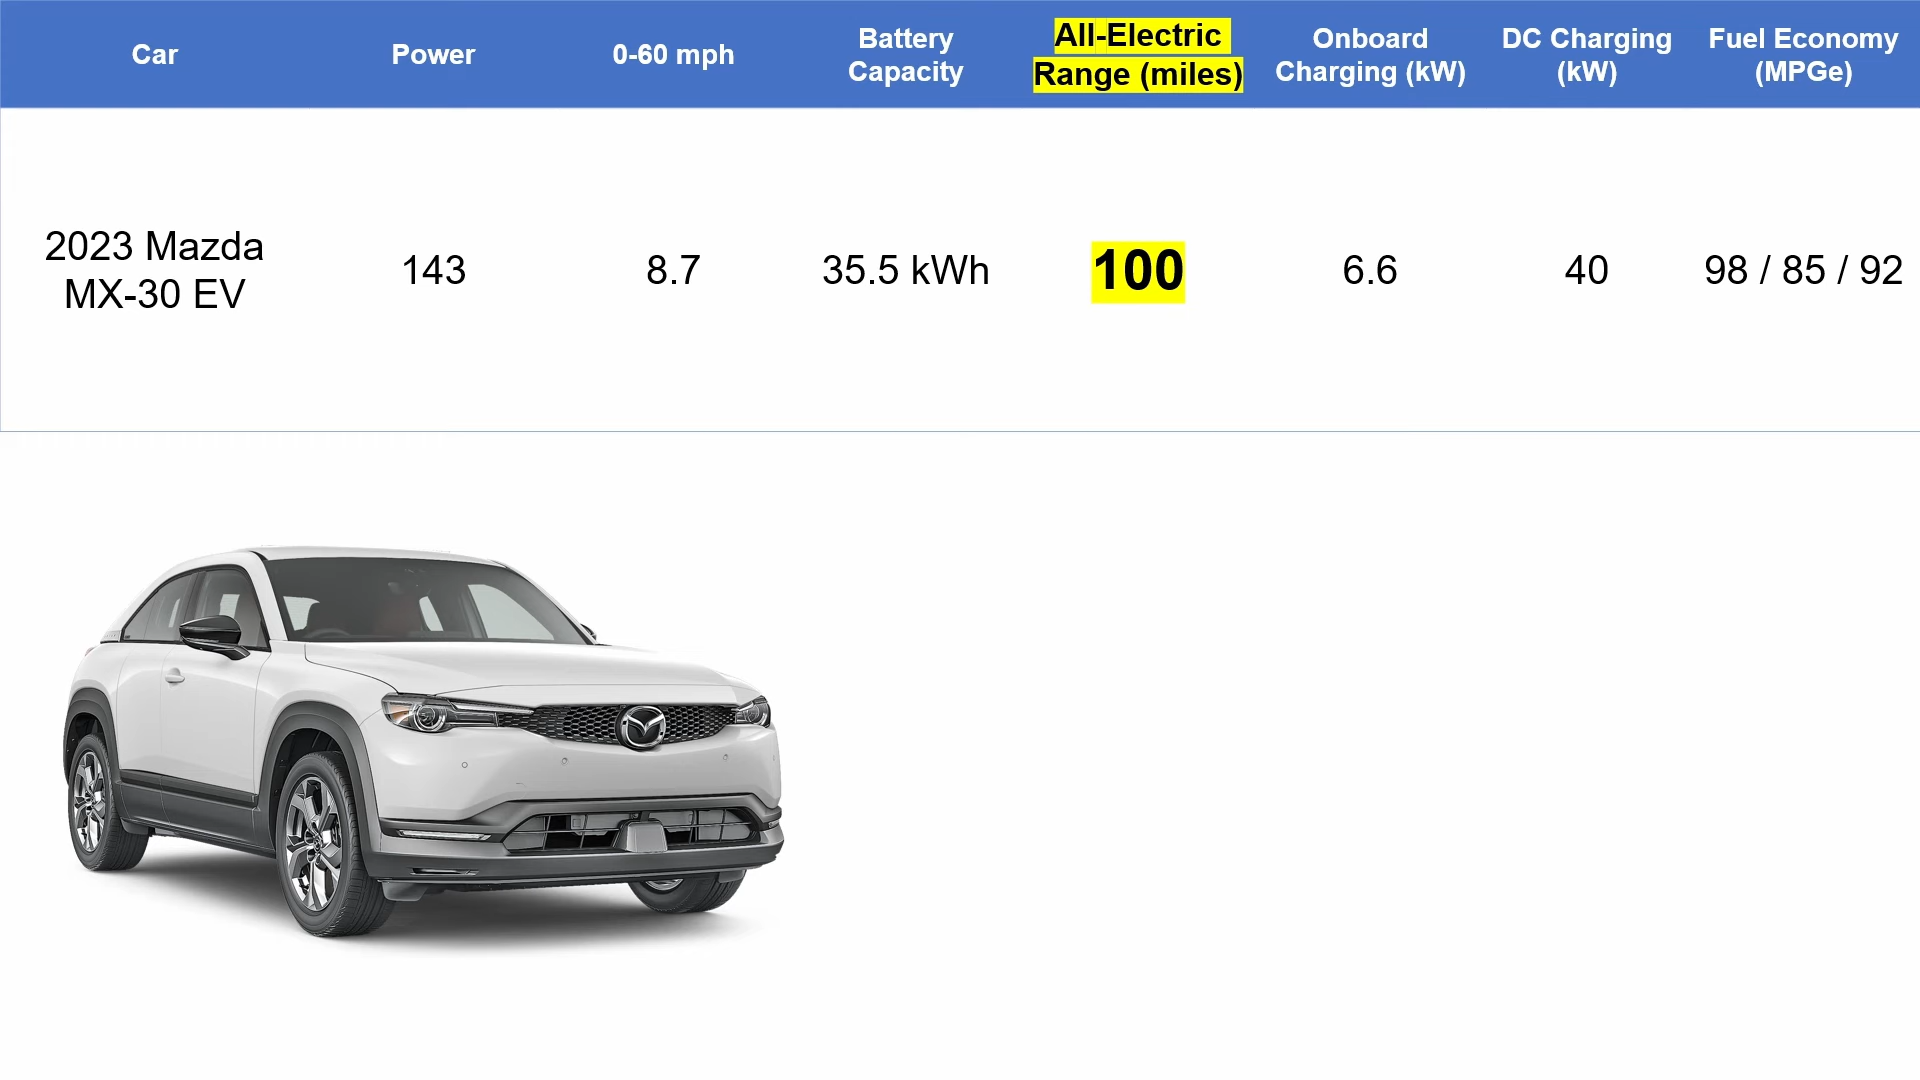 Car
Power
0-60 mph
Battery
Capacity
All-Electric
Range (miles)
Onboard
Charging (kW)
DC Charging
(kW)
Fuel Economy
(MPGe)
2023 Mazda
MX-30 EV
143
8.7
35.5 kWh
100
6.6
40
98 / 85 / 92